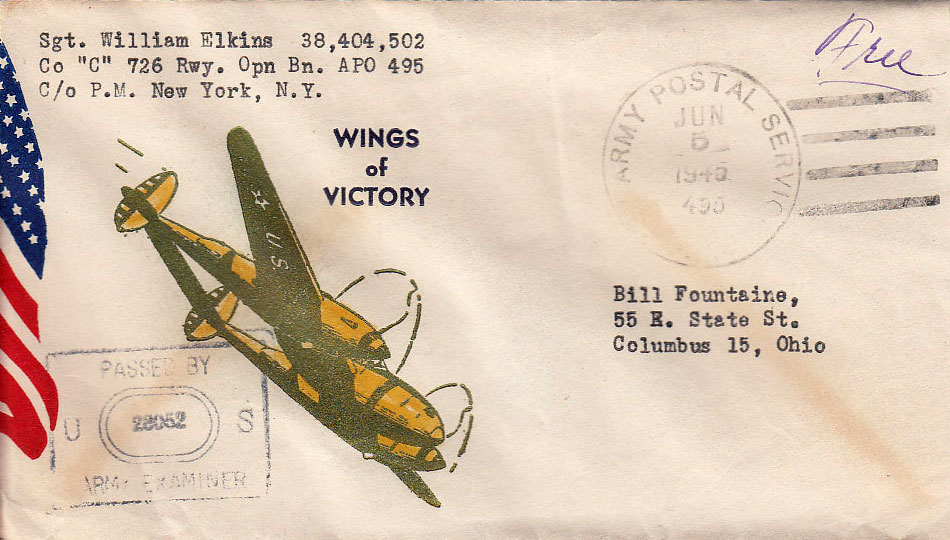 Sgt. William Elkins 38,404,502
Co "C" 726 Rwy. Opn Bn. APO 495
C/o P.M. New York, N.Y.
Free
ARMY POSTAL SERVIC
JUN
5
1945
495
WINGS
of
VICTORY
U.S.
Bill Fountaine,
55 E. State St.
Columbus 15, Ohio
PASSED BY
U 28052 S
ARMY EXAMINER